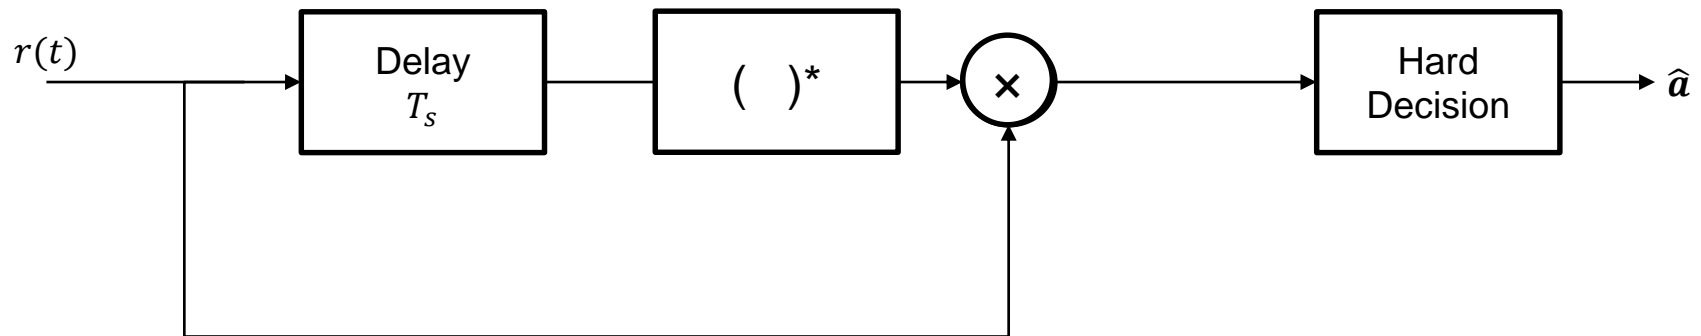 r(t)
Delay
T_s
( )*
×
Hard
Decision
â